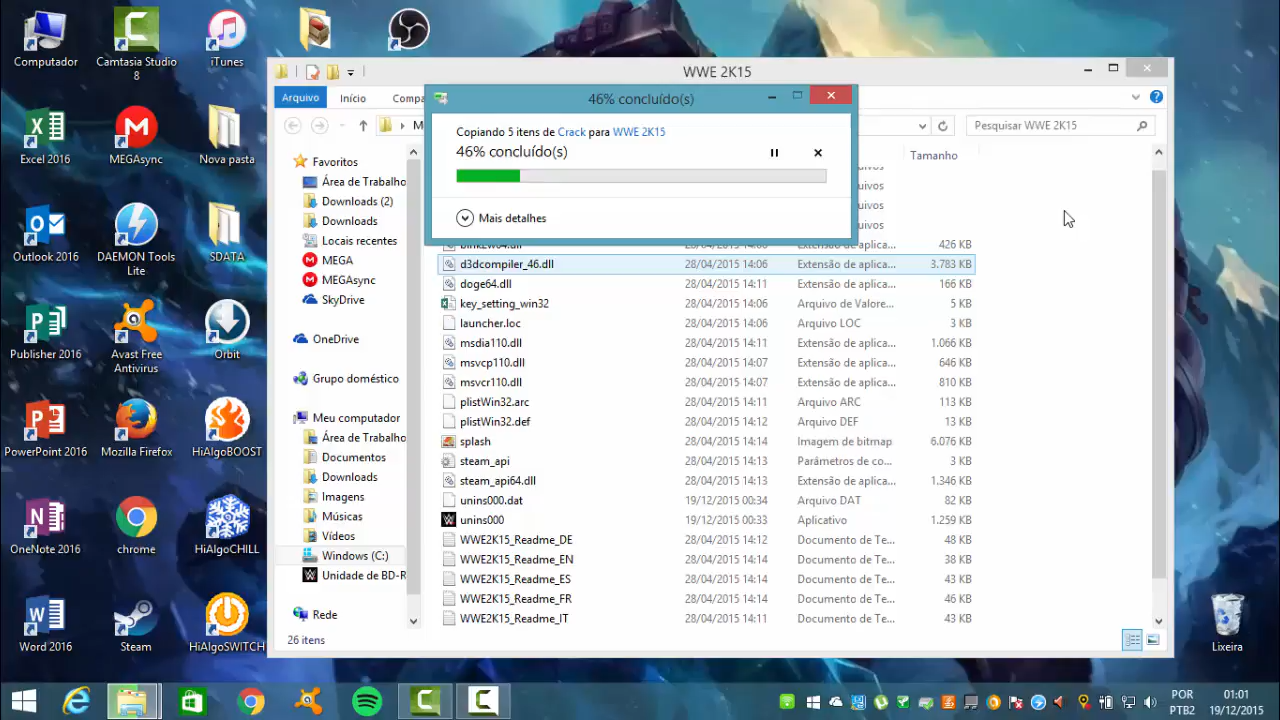 Computador
Camtasia Studio
8
iTunes
Excel 2016
MEGAsync
Nova pasta
Outlook 2016
DAEMON Tools
Lite
SDATA
Publisher 2016
Avast Free
Antivirus
Orbit
PowerPoint 2016
Mozilla Firefox
HiAlgoBOOST
OneNote 2016
chrome
HiAlgoCHILL
Word 2016
Steam
HiAlgoSWITCH
Lixeira
WWE 2K15
Arquivo
Início
Compa
Pesquisar WWE 2K15
46% concluído(s)
Copiando 5 itens de Crack para WWE 2K15
46% concluído(s)
Mais detalhes
Favoritos
Área de Trabalho
Downloads (2)
Downloads
Locais recentes
MEGA
MEGAsync
SkyDrive
OneDrive
Grupo doméstico
Meu computador
Área de Trabalho
Documentos
Downloads
Imagens
Músicas
Vídeos
Windows (C:)
Unidade de BD-R
Rede
Tamanho
uivos
uivos
uivos
28/04/2015 14:06 Extensão de aplica... 426 KB
d3dcompiler_46.dll 28/04/2015 14:06 Extensão de aplica... 3.783 KB
doge64.dll 28/04/2015 14:11 Extensão de aplica... 166 KB
key_setting_win32 28/04/2015 14:06 Arquivo de Valore... 5 KB
launcher.loc 28/04/2015 14:06 Arquivo LOC 3 KB
msdia110.dll 28/04/2015 14:11 Extensão de aplica... 1.066 KB
msvcp110.dll 28/04/2015 14:07 Extensão de aplica... 646 KB
msvcr110.dll 28/04/2015 14:07 Extensão de aplica... 810 KB
plistWin32.arc 28/04/2015 14:11 Arquivo ARC 113 KB
plistWin32.def 28/04/2015 14:12 Arquivo DEF 2 KB
splash 28/04/2015 14:14 Imagem de bitmap 6.076 KB
steam_api 28/04/2015 14:13 Parâmetros de co... 1 KB
steam_api64.dll 28/04/2015 14:13 Extensão de aplica... 1.346 KB
unins000.dat 19/12/2015 00:34 Arquivo DAT 82 KB
unins000 19/12/2015 00:33 Aplicativo 1.259 KB
WWE2K15_Readme_DE 28/04/2015 14:12 Documento de Te... 48 KB
WWE2K15_Readme_EN 28/04/2015 14:14 Documento de Te... 38 KB
WWE2K15_Readme_ES 28/04/2015 14:14 Documento de Te... 43 KB
WWE2K15_Readme_FR 28/04/2015 14:14 Documento de Te... 46 KB
WWE2K15_Readme_IT 28/04/2015 14:11 Documento de Te... 43 KB
26 itens
POR
PTB2
01:01
19/12/2015